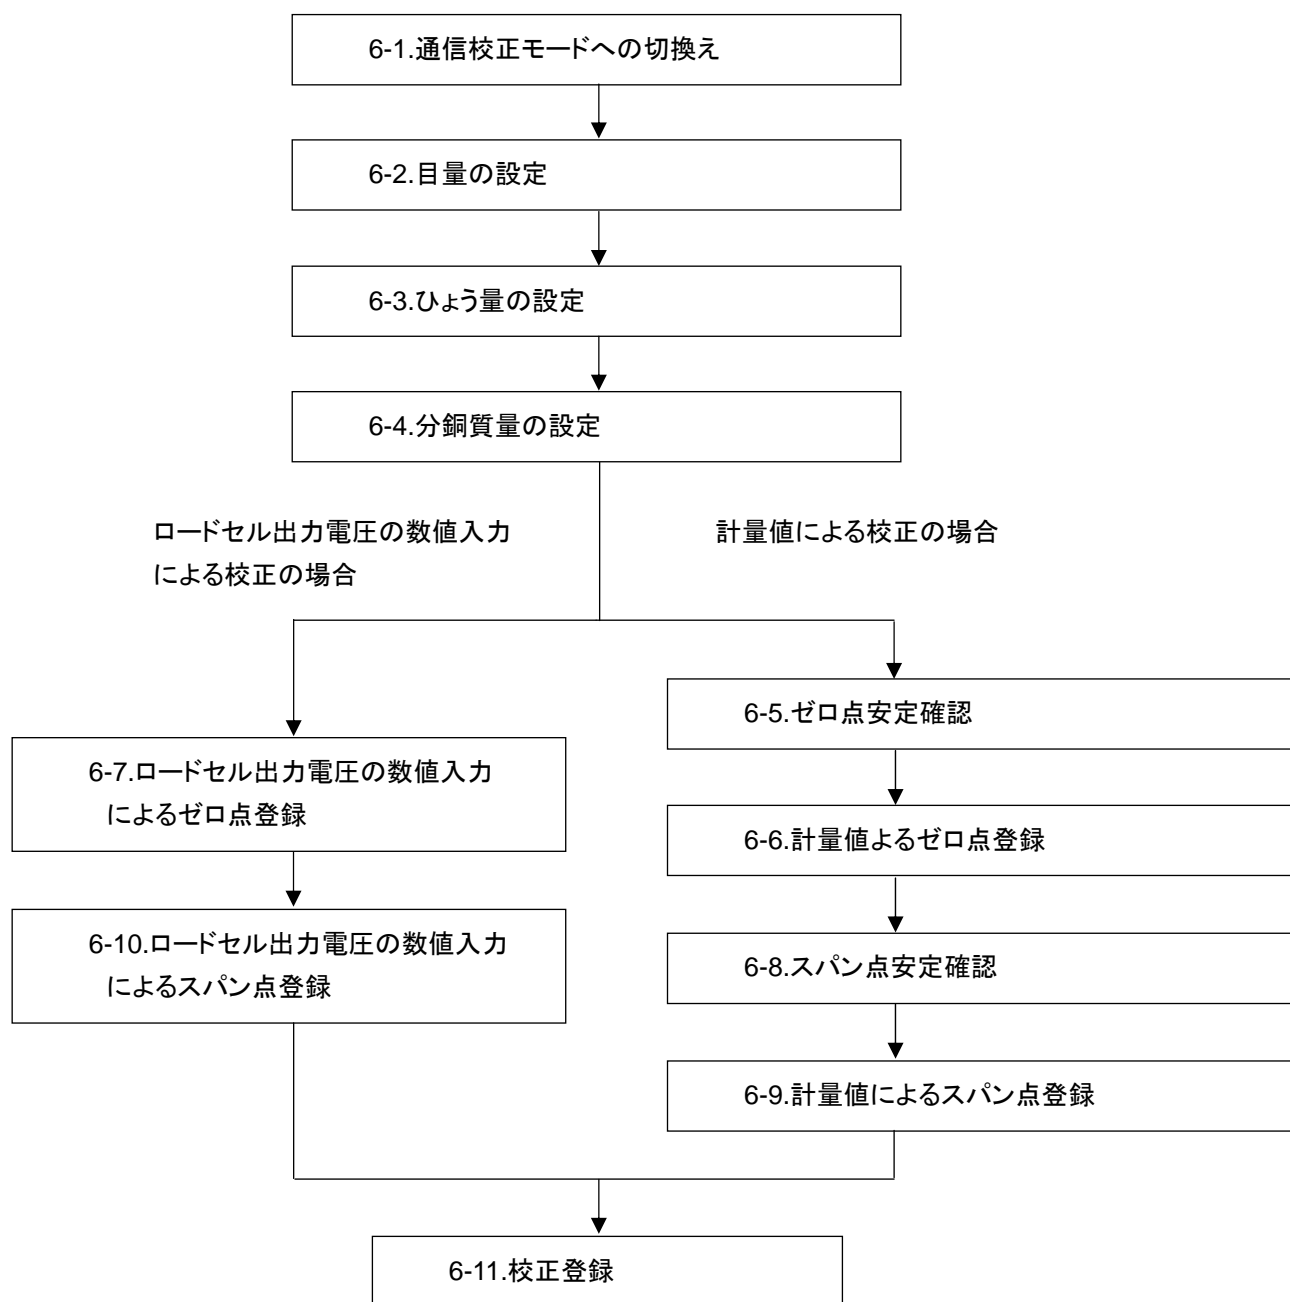 6-1.通信校正モードへの切換え
6-2.目量の設定
6-3.ひょう量の設定
6-4.分銅質量の設定
ロードセル出力電圧の数値入力
による校正の場合
計量値による校正の場合
6-5.ゼロ点安定確認
6-7.ロードセル出力電圧の数値入力
によるゼロ点登録
6-6.計量値よるゼロ点登録
6-10.ロードセル出力電圧の数値入力
によるスパン点登録
6-8.スパン点安定確認
6-9.計量値によるスパン点登録
6-11.校正登録